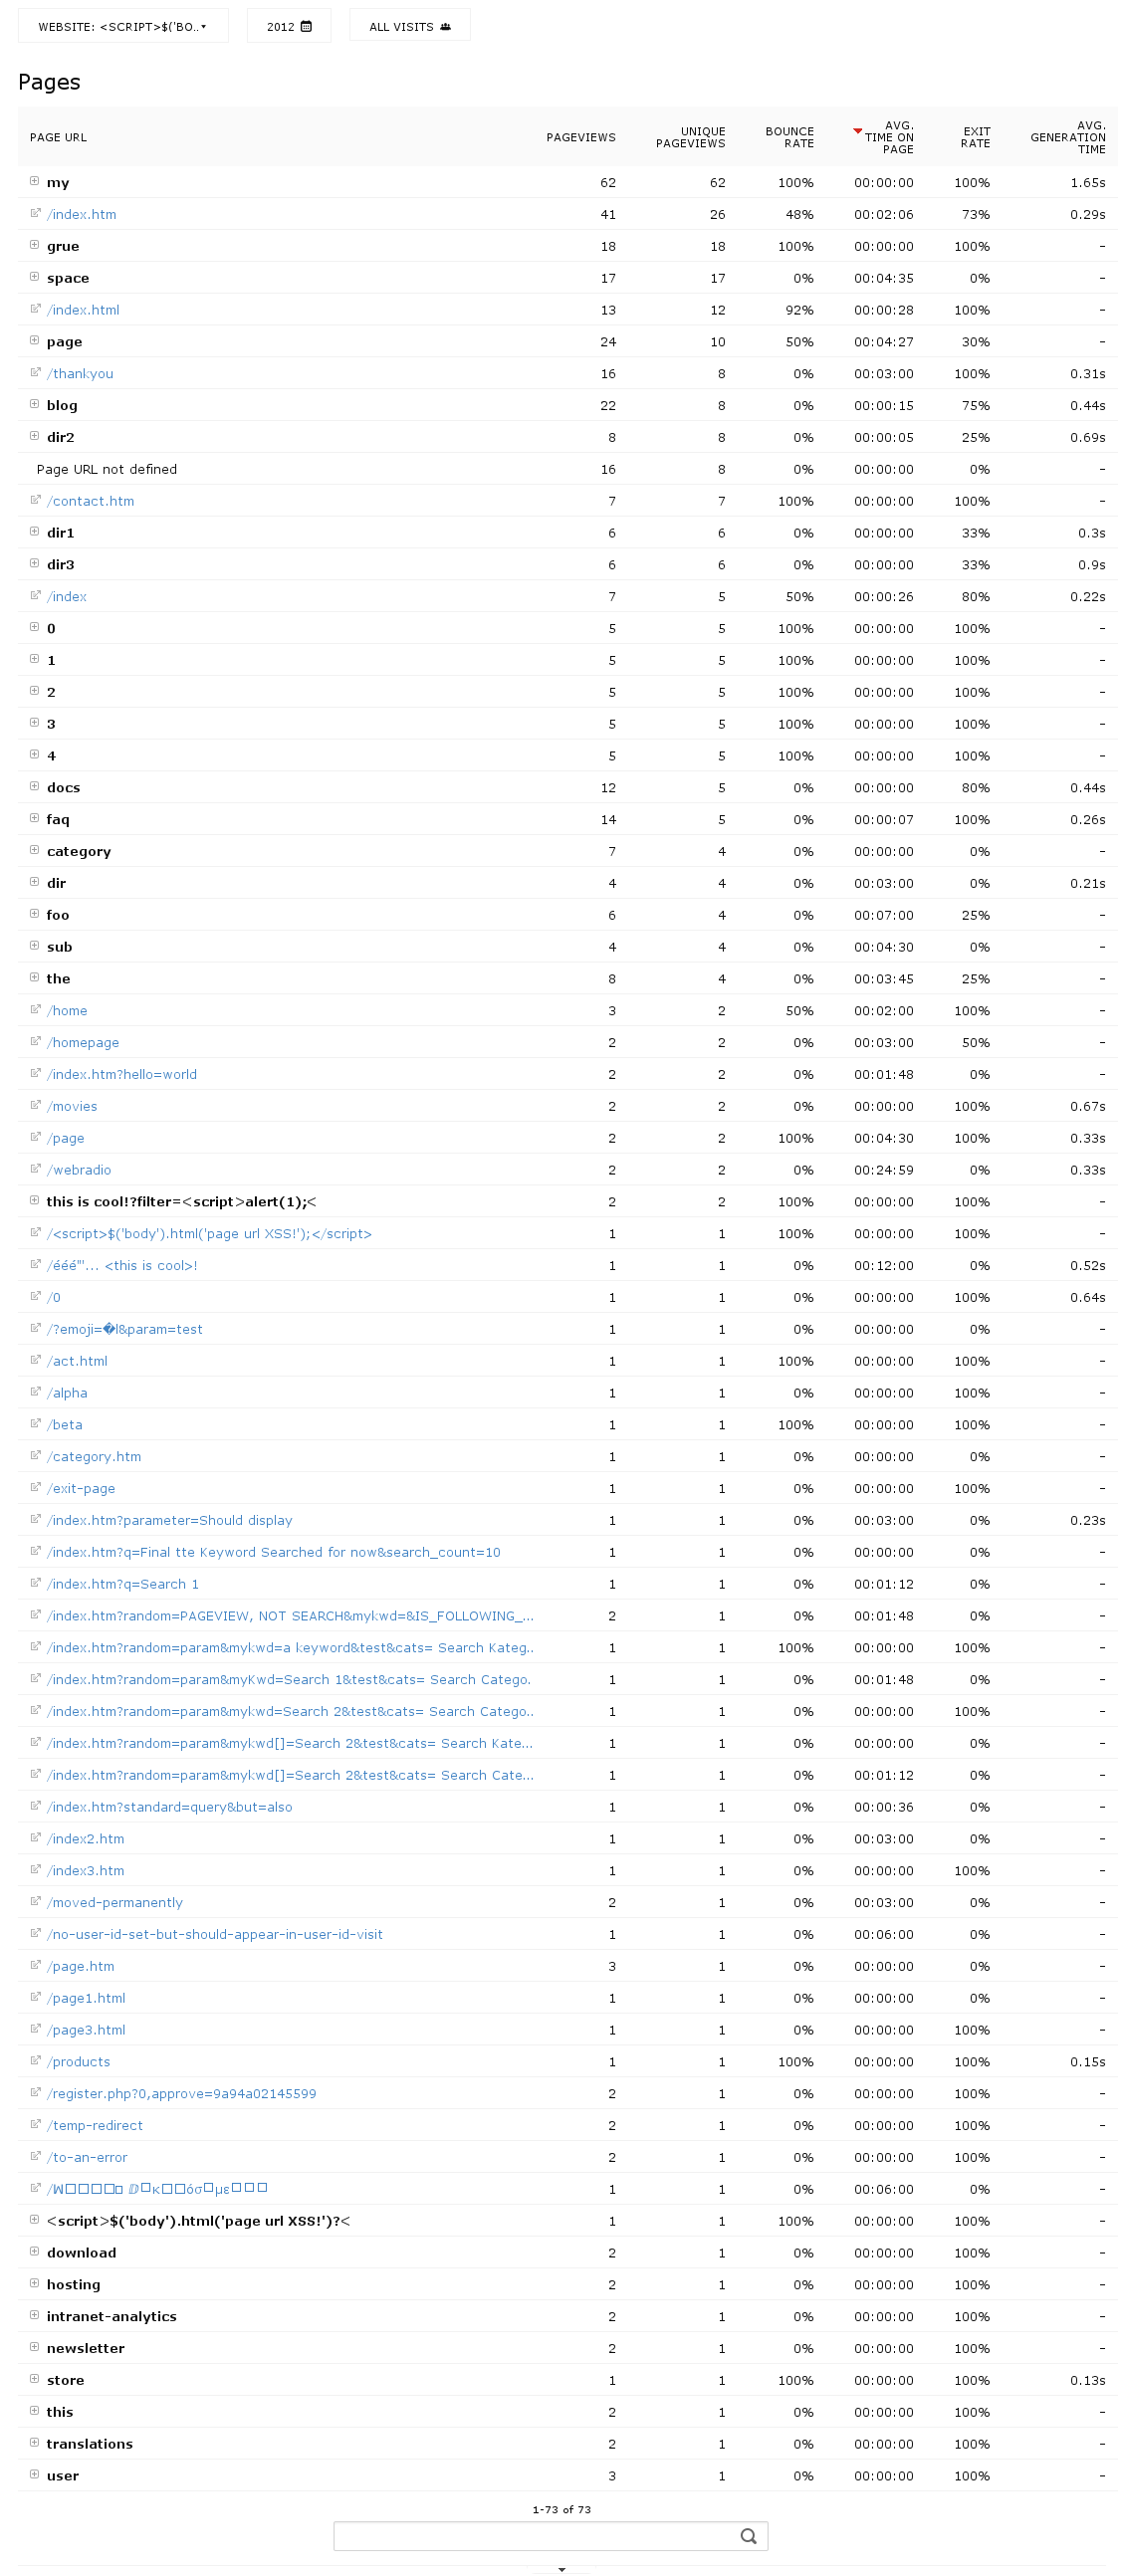 WEBSITE: <SCRIPT>$('BO.. 2012 ALL VISITS
Pages
PAGE URL PAGEVIEWS UNIQUE PAGEVIEWS BOUNCE RATE AVG. TIME ON PAGE EXIT RATE AVG. GENERATION TIME
my 62 62 100% 00:00:00 100% 1.65s
/index.htm 41 26 48% 00:02:06 73% 0.29s
grue 18 18 100% 00:00:00 100% -
space 17 17 0% 00:04:35 0% -
/index.html 13 12 92% 00:00:28 100% -
page 24 10 50% 00:04:27 30% -
/thankyou 16 8 0% 00:03:00 100% 0.31s
blog 22 8 0% 00:00:15 75% 0.44s
dir2 8 8 0% 00:00:05 25% 0.69s
Page URL not defined 16 8 0% 00:00:00 0% -
/contact.htm 7 7 100% 00:00:00 100% -
dir1 6 6 0% 00:00:00 33% 0.3s
dir3 6 6 0% 00:00:00 33% 0.9s
/index 7 5 50% 00:00:26 80% 0.22s
0 5 5 100% 00:00:00 100% -
1 5 5 100% 00:00:00 100% -
2 5 5 100% 00:00:00 100% -
3 5 5 100% 00:00:00 100% -
4 5 5 100% 00:00:00 100% -
docs 12 5 0% 00:00:00 80% 0.44s
faq 14 5 0% 00:00:07 100% 0.26s
category 7 4 0% 00:00:00 0% -
dir 4 4 0% 00:03:00 0% 0.21s
foo 6 4 0% 00:07:00 25% -
sub 4 4 0% 00:04:30 0% -
the 8 4 0% 00:03:45 25% -
/home 3 2 50% 00:02:00 100% -
/homepage 2 2 0% 00:03:00 50% -
/index.htm?hello=world 2 2 0% 00:01:48 0% -
/movies 2 2 0% 00:00:00 100% 0.67s
/page 2 2 100% 00:04:30 100% 0.33s
/webradio 2 2 0% 00:24:59 0% 0.33s
this is cool!?filter=<script>alert(1);< 2 2 100% 00:00:00 100% -
/<script>$('body').html('page url XSS!');</script> 1 1 100% 00:00:00 100% -
/ééé"'... <this is cool>! 1 1 0% 00:12:00 0% 0.52s
/0 1 1 0% 00:00:00 100% 0.64s
/?emoji=�l&param=test 1 1 0% 00:00:00 0% -
/act.html 1 1 100% 00:00:00 100% -
/alpha 1 1 0% 00:00:00 100% -
/beta 1 1 100% 00:00:00 100% -
/category.htm 1 1 0% 00:00:00 0% -
/exit-page 1 1 0% 00:00:00 100% -
/index.htm?parameter=Should display 1 1 0% 00:03:00 0% 0.23s
/index.htm?q=Final tte Keyword Searched for now&search_count=10 1 1 0% 00:00:00 0% -
/index.htm?q=Search 1 1 1 0% 00:01:12 0% -
/index.htm?random=PAGEVIEW, NOT SEARCH&mykwd=&IS_FOLLOWING_... 2 1 0% 00:01:48 0% -
/index.htm?random=param&mykwd=a keyword&test&cats= Search Kateg.. 1 1 100% 00:00:00 100% -
/index.htm?random=param&myKwd=Search 1&test&cats= Search Catego. 1 1 0% 00:01:48 0% -
/index.htm?random=param&mykwd=Search 2&test&cats= Search Catego.. 1 1 0% 00:00:00 100% -
/index.htm?random=param&mykwd[]=Search 2&test&cats= Search Kate... 1 1 0% 00:00:00 0% -
/index.htm?random=param&mykwd[]=Search 2&test&cats= Search Cate... 1 1 0% 00:01:12 0% -
/index.htm?standard=query&but=also 1 1 0% 00:00:36 0% -
/index2.htm 1 1 0% 00:03:00 0% -
/index3.htm 1 1 0% 00:00:00 100% -
/moved-permanently 2 1 0% 00:03:00 0% -
/no-user-id-set-but-should-appear-in-user-id-visit 1 1 0% 00:06:00 0% -
/page.htm 3 1 0% 00:00:00 0% -
/page1.html 1 1 0% 00:00:00 0% -
/page3.html 1 1 0% 00:00:00 100% -
/products 1 1 100% 00:00:00 100% 0.15s
/register.php?0,approve=9a94a02145599 2 1 0% 00:00:00 100% -
/temp-redirect 2 1 0% 00:00:00 100% -
/to-an-error 2 1 0% 00:00:00 100% -
1 1 0% 00:06:00 0% -
<script>$('body').html('page url XSS!')?< 1 1 100% 00:00:00 100% -
download 2 1 0% 00:00:00 100% -
hosting 2 1 0% 00:00:00 100% -
intranet-analytics 2 1 0% 00:00:00 100% -
newsletter 2 1 0% 00:00:00 100% -
store 1 1 100% 00:00:00 100% 0.13s
this 2 1 0% 00:00:00 100% -
translations 2 1 0% 00:00:00 100% -
user 3 1 0% 00:00:00 100% -
1-73 of 73